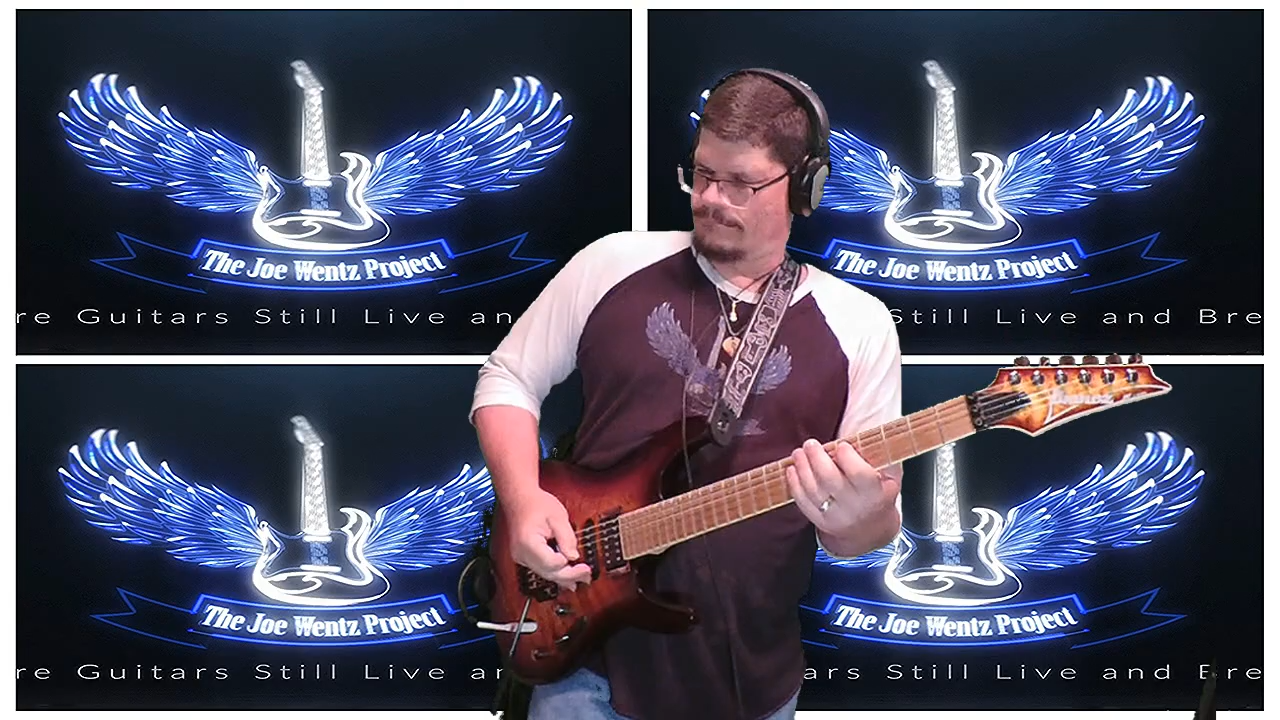 The Joe Wentz Project
re Guitars Still Live an
The Joe Wentz Project
Still Live and Bre
Ibanez
The Joe Wentz Project
re Guitars Still Live an
The Joe Wentz Project
ars Still Live and Bre